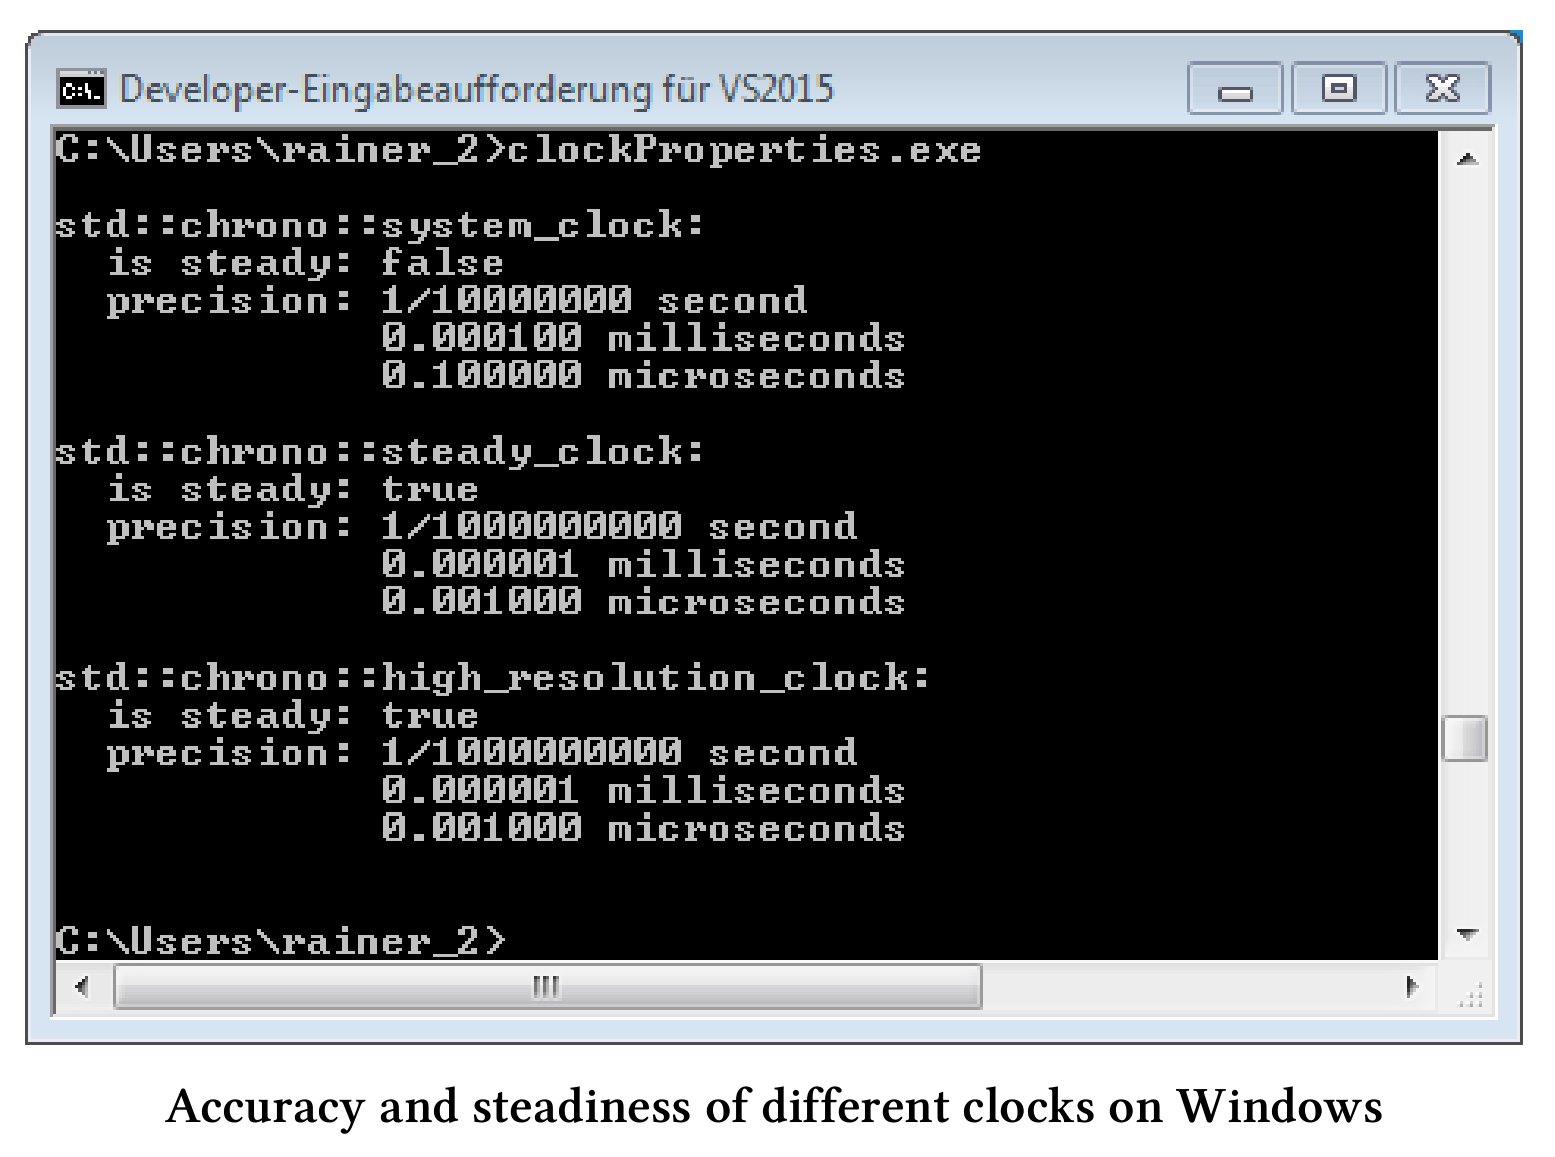 Developer-Eingabeaufforderung für VS2015
C:\Users\rainer_2>clockProperties.exe
std::chrono::system_clock:
  is steady: false
  precision: 1/10000000 second
             0.000100 milliseconds
             0.100000 microseconds
std::chrono::steady_clock:
  is steady: true
  precision: 1/1000000000 second
             0.000001 milliseconds
             0.001000 microseconds
std::chrono::high_resolution_clock:
  is steady: true
  precision: 1/1000000000 second
             0.000001 milliseconds
             0.001000 microseconds
C:\Users\rainer_2>
Accuracy and steadiness of different clocks on Windows